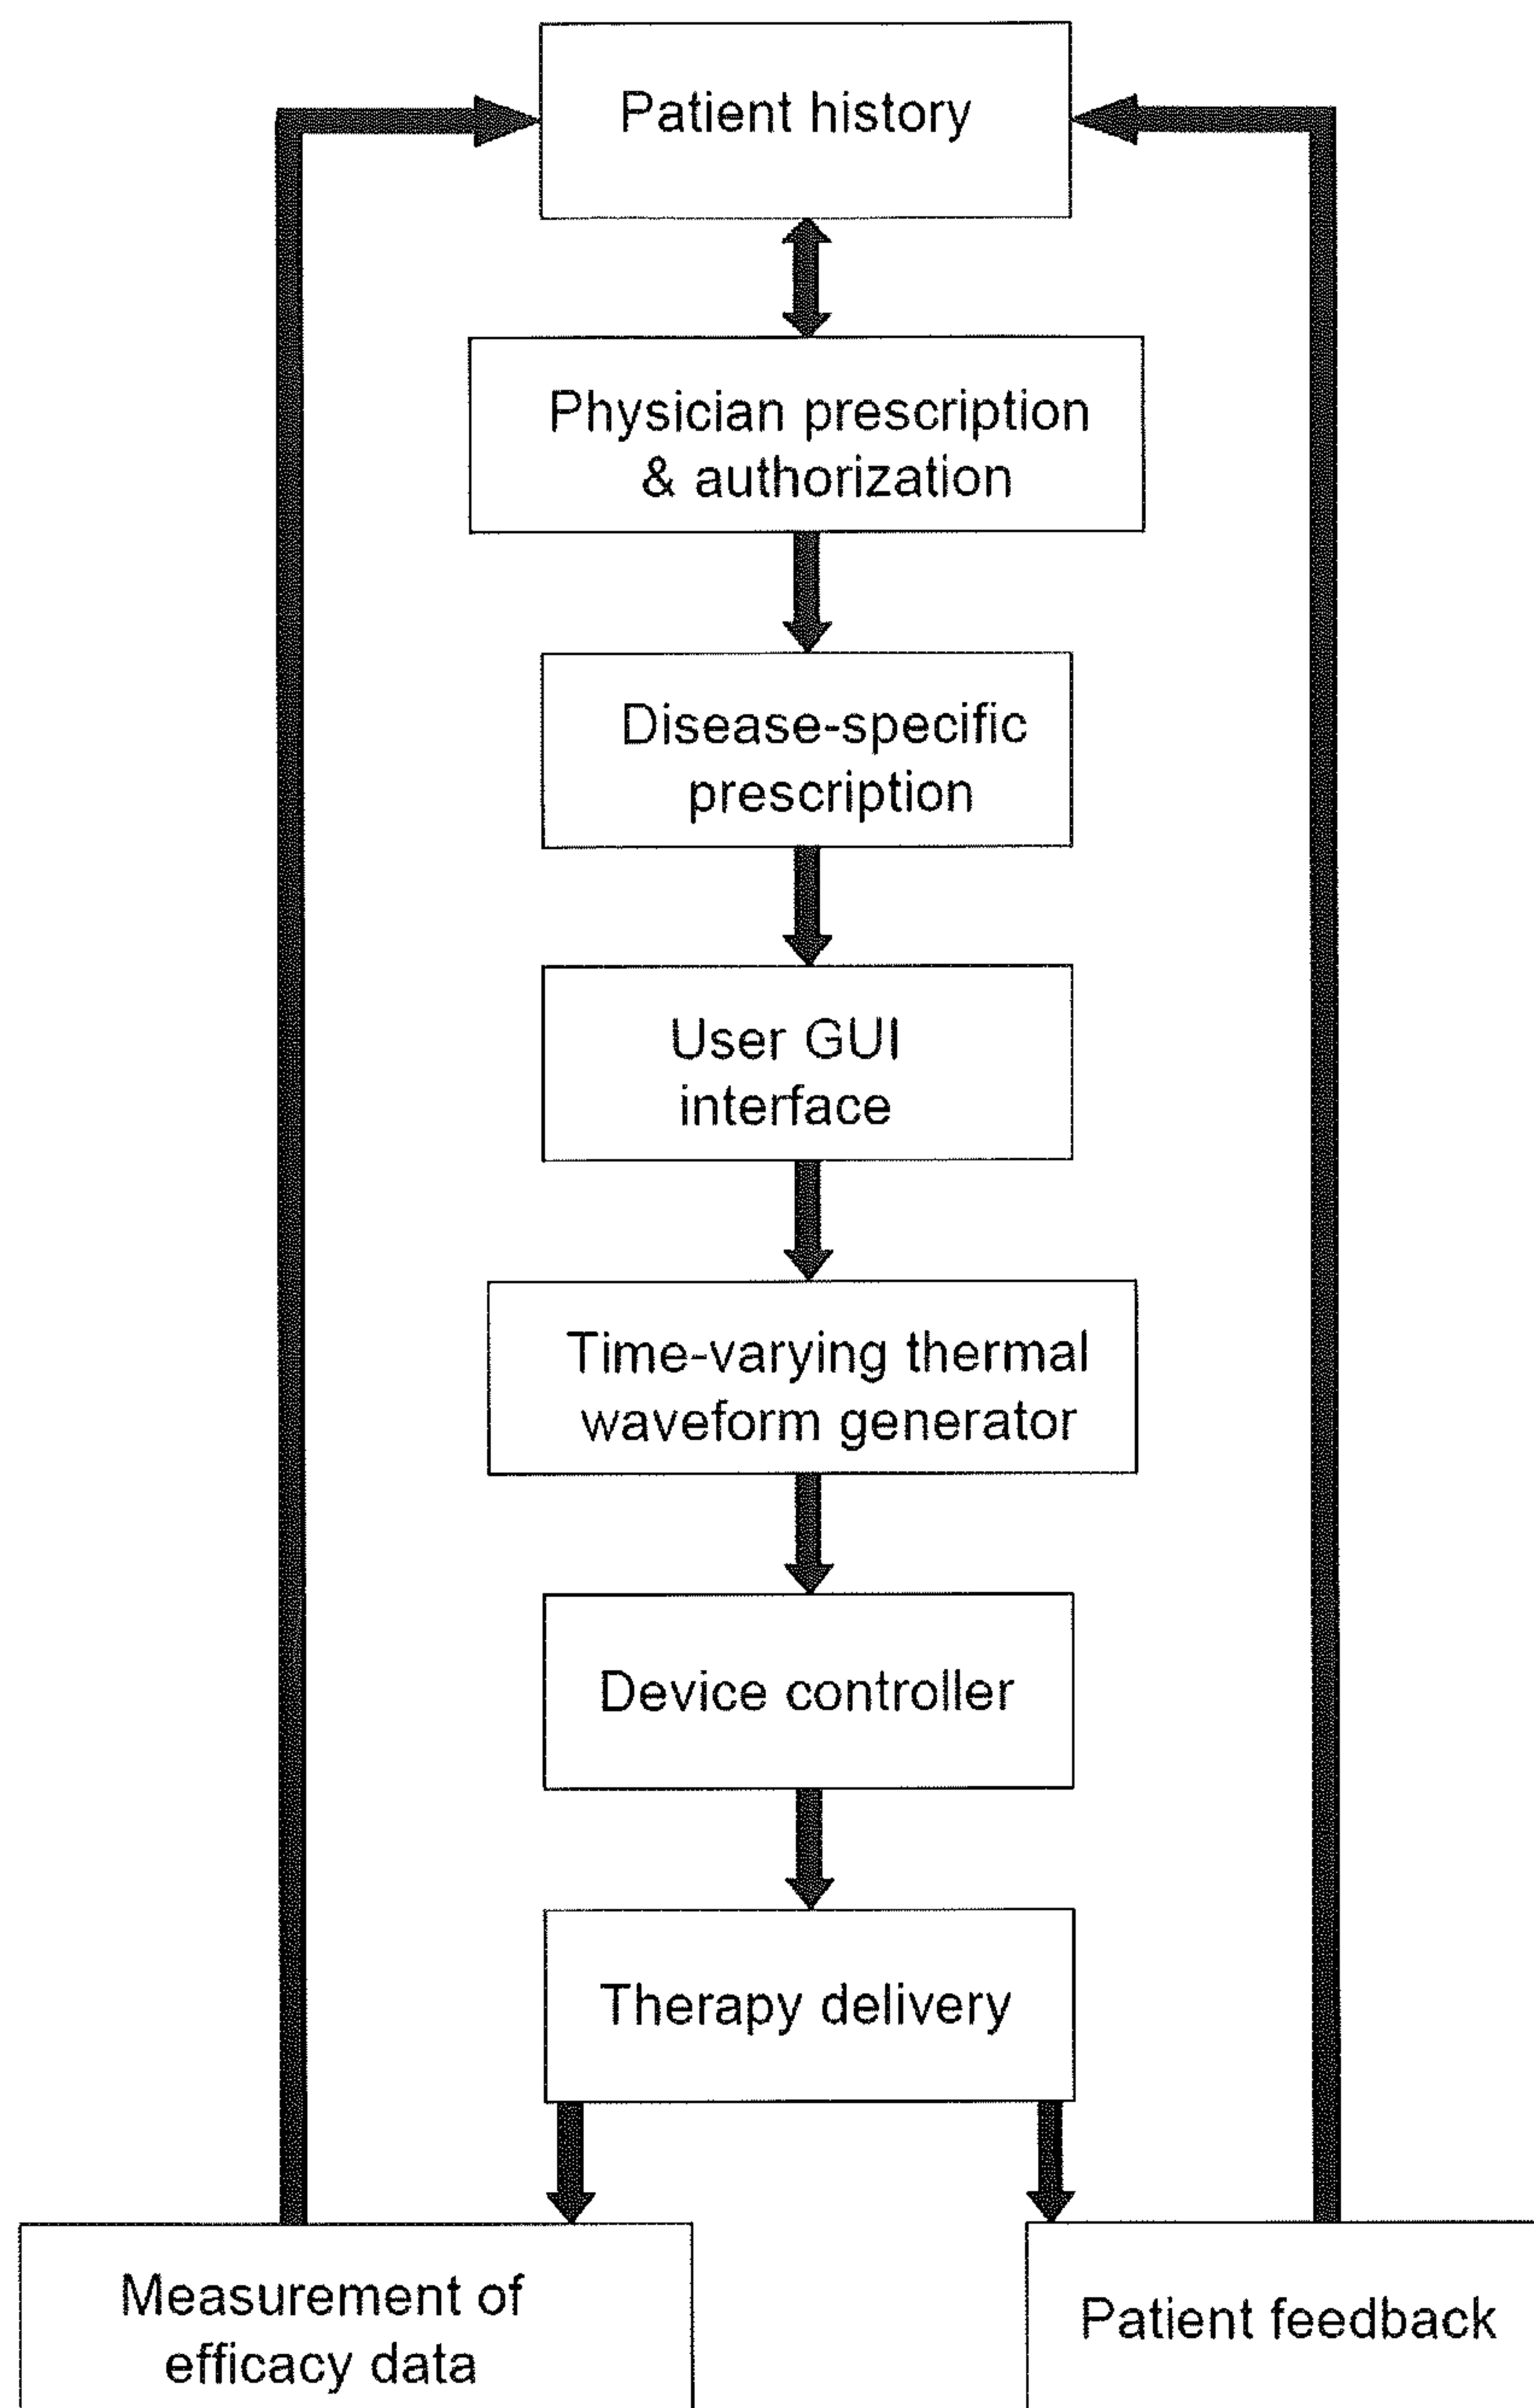 Patient history
Physician prescription
& authorization
Disease-specific
prescription
User GUI
interface
Time-varying thermal
waveform generator
Device controller
Therapy delivery
Measurement of
efficacy data
Patient feedback